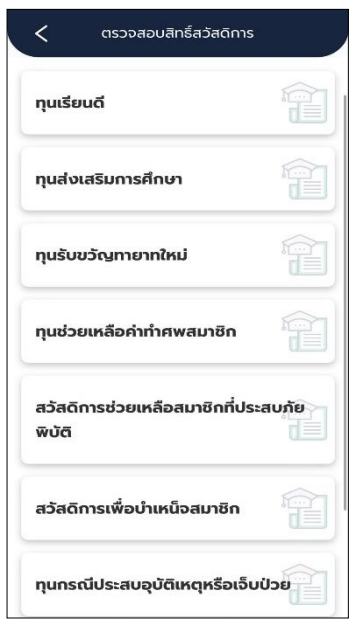 ตรวจสอบสิทธิ์สวัสดิการ
ทุนเรียนดี
ทุนส่งเสริมการศึกษา
ทุนรับขวัญทายาทใหม่
ทุนช่วยเหลือค่าทำศพสมาชิก
สวัสดิการช่วยเหลือสมาชิกที่ประสบภัย
พิบัติ
สวัสดิการเพื่อบำเหน็จสมาชิก
ทุนกรณีประสบอุบัติเหตุหรือเจ็บป่วย